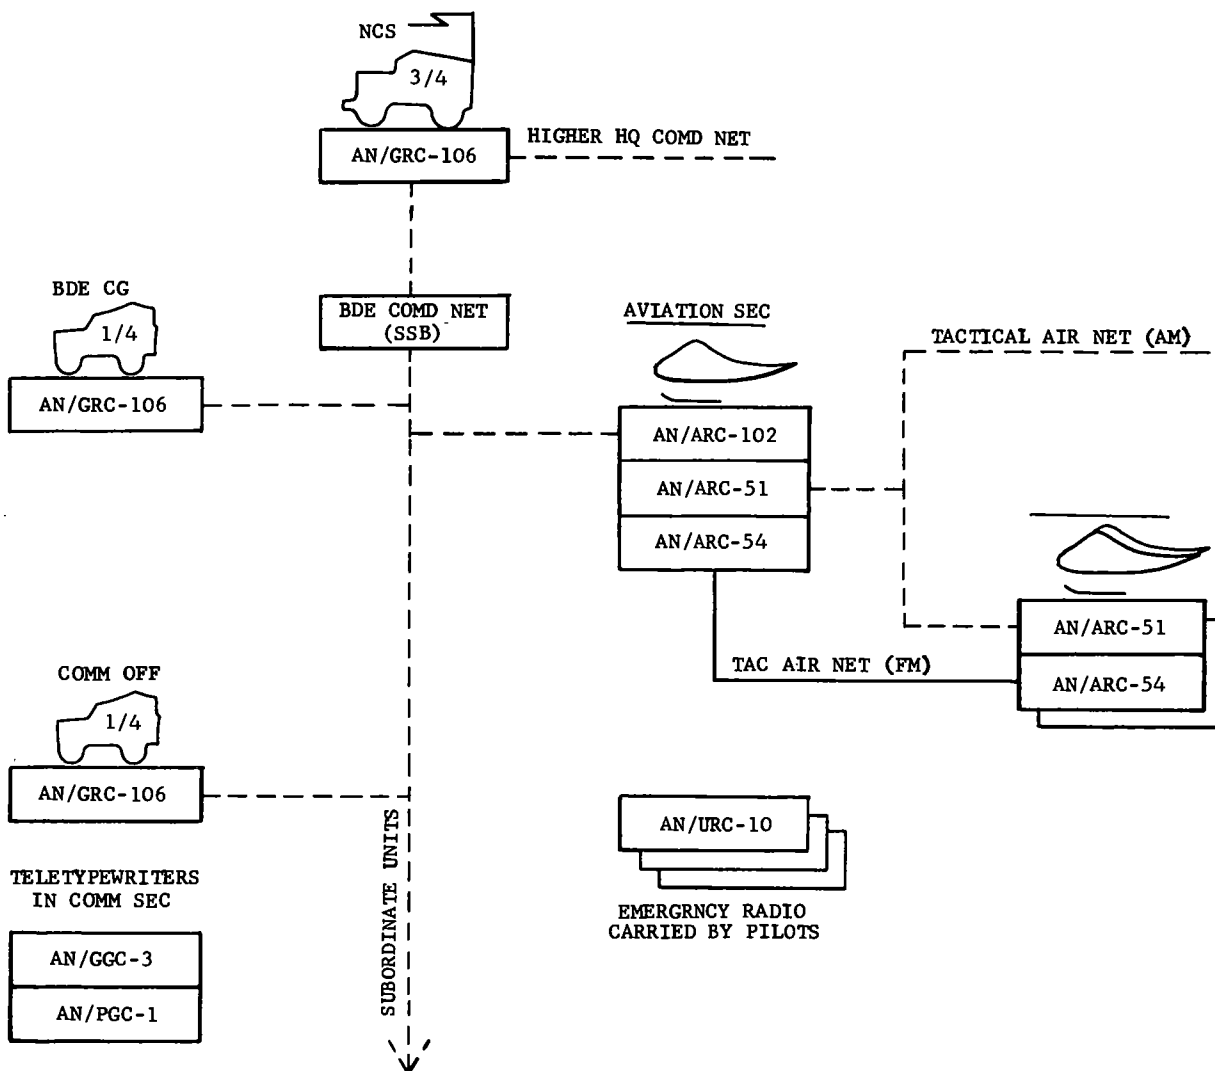 NCS
3/4
AN/GRC-106
HIGHER HQ COMD NET
BDE CG
1/4
AN/GRC-106
BDE COMD NET
(SSB)
AVIATION SEC
TACTICAL AIR NET (AM)
AN/ARC-102
AN/ARC-51
AN/ARC-54
AN/ARC-51
AN/ARC-54
TAC AIR NET (FM)
COMM OFF
1/4
AN/GRC-106
TELETYPEWRITERS
IN COMM SEC
AN/GGC-3
AN/PGC-1
SUBORDINATE UNITS
AN/URC-10
EMERGRNCY RADIO
CARRIED BY PILOTS